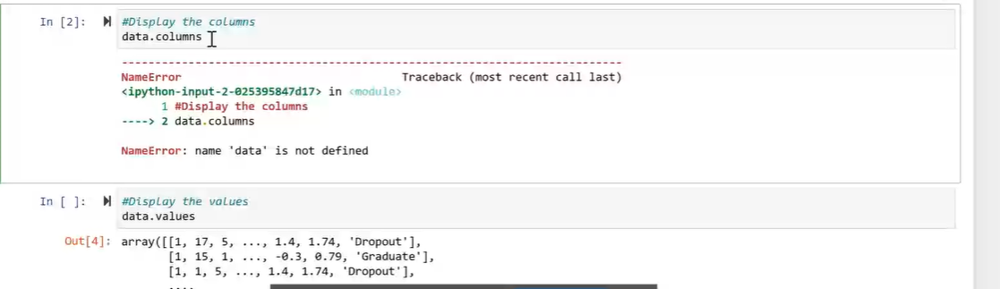 In [2]: #Display the columns
data.columns
---------------------------------------------------------------------------
NameError Traceback (most recent call last)
<ipython-input-2-025395847d17> in <module>
1 #Display the columns
----> 2 data.columns
NameError: name 'data' is not defined
In [ ]: #Display the values
data.values
Out[4]: array([[1, 17, 5, ..., 1.4, 1.74, 'Dropout'],
[1, 15, 1, ..., -0.3, 0.79, 'Graduate'],
[1, 1, 5, ..., 1.4, 1.74, 'Dropout'],
...,